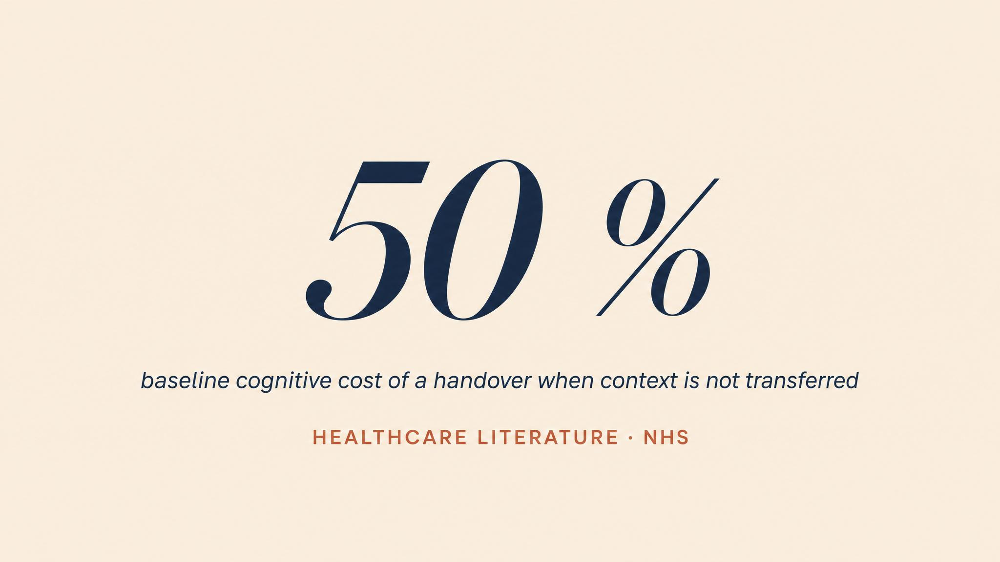 50 %
baseline cognitive cost of a handover when context is not transferred
HEALTHCARE LITERATURE · NHS